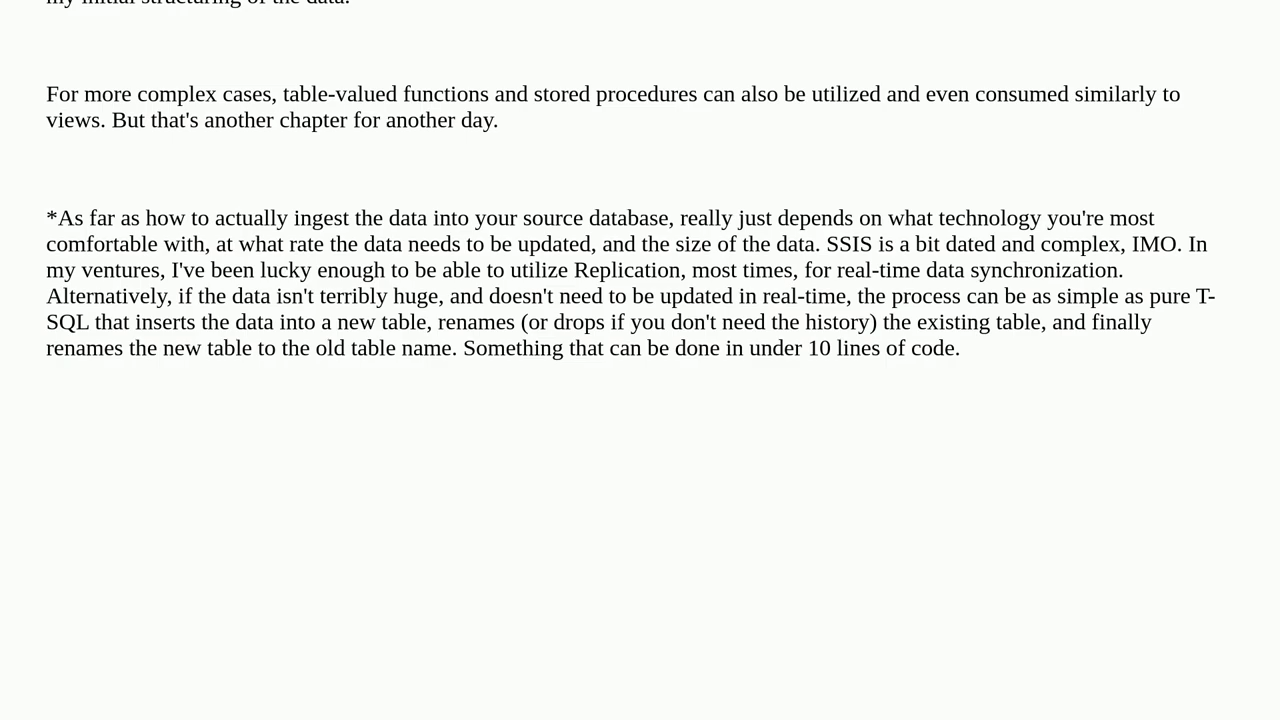 my initial structuring of the data.
For more complex cases, table-valued functions and stored procedures can also be utilized and even consumed similarly to
views. But that's another chapter for another day.
*As far as how to actually ingest the data into your source database, really just depends on what technology you're most
comfortable with, at what rate the data needs to be updated, and the size of the data. SSIS is a bit dated and complex, IMO. In
my ventures, I've been lucky enough to be able to utilize Replication, most times, for real-time data synchronization.
Alternatively, if the data isn't terribly huge, and doesn't need to be updated in real-time, the process can be as simple as pure T-
SQL that inserts the data into a new table, renames (or drops if you don't need the history) the existing table, and finally
renames the new table to the old table name. Something that can be done in under 10 lines of code.